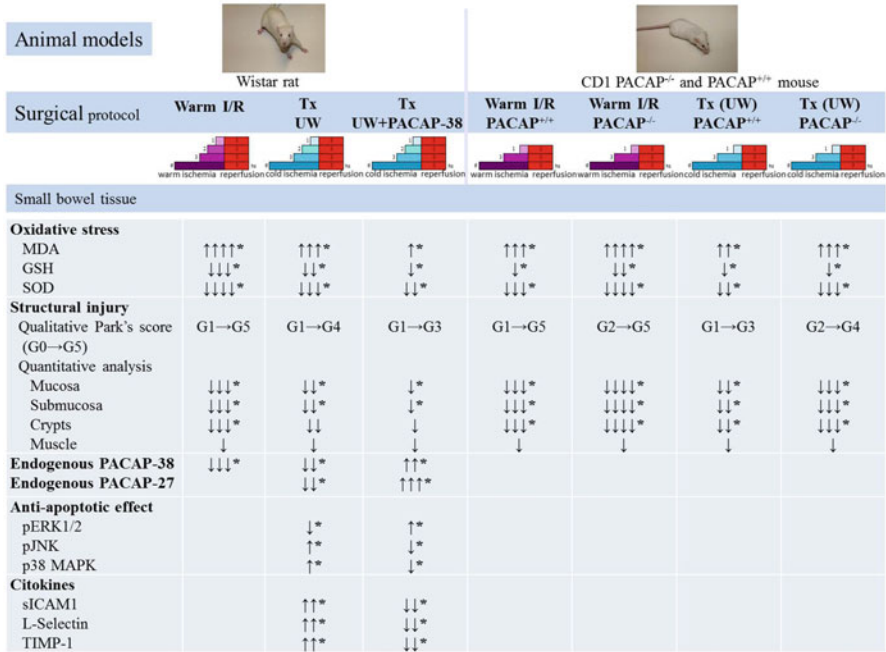 Animal models
Wistar rat
CD1 PACAP-/- and PACAP+/+ mouse
Surgical protocol
Warm I/R
Tx
UW
Tx
UW+PACAP-38
Warm I/R
PACAP+/+
Warm I/R
PACAP-/-
Tx (UW)
PACAP+/+
Tx (UW)
PACAP-/-
warm ischemia reperfusion
cold ischemia reperfusion
cold ischemia reperfusion
warm ischemia reperfusion
warm ischemia reperfusion
cold ischemia reperfusion
cold ischemia reperfusion
Small bowel tissue
Oxidative stress
MDA ↑↑↑↑* ↑↑↑* ↑* ↑↑↑* ↑↑↑↑* ↑↑* ↑↑↑*
GSH ↓↓↓* ↓↓* ↓* ↓* ↓↓* ↓* ↓*
SOD ↓↓↓↓* ↓↓↓* ↓↓* ↓↓↓* ↓↓↓↓* ↓↓* ↓↓↓*
Structural injury
Qualitative Park's score G1→G5 G1→G4 G1→G3 G1→G5 G2→G5 G1→G3 G2→G4
(G0→G5)
Quantitative analysis
Mucosa ↓↓↓* ↓↓* ↓* ↓↓↓* ↓↓↓↓* ↓↓* ↓↓↓*
Submucosa ↓↓↓* ↓↓* ↓* ↓↓↓* ↓↓↓↓* ↓↓* ↓↓↓*
Crypts ↓↓↓* ↓↓ ↓ ↓↓↓* ↓↓↓↓* ↓↓* ↓↓↓*
Muscle ↓ ↓ ↓ ↓ ↓ ↓ ↓
Endogenous PACAP-38 ↓↓↓* ↓↓* ↑↑*
Endogenous PACAP-27 ↓↓* ↑↑↑*
Anti-apoptotic effect
pERK1/2 ↓* ↑*
pJNK ↑* ↓*
p38 MAPK ↑* ↓*
Citokines
sICAM1 ↑↑* ↓↓*
L-Selectin ↑↑* ↓↓*
TIMP-1 ↑↑* ↓↓*